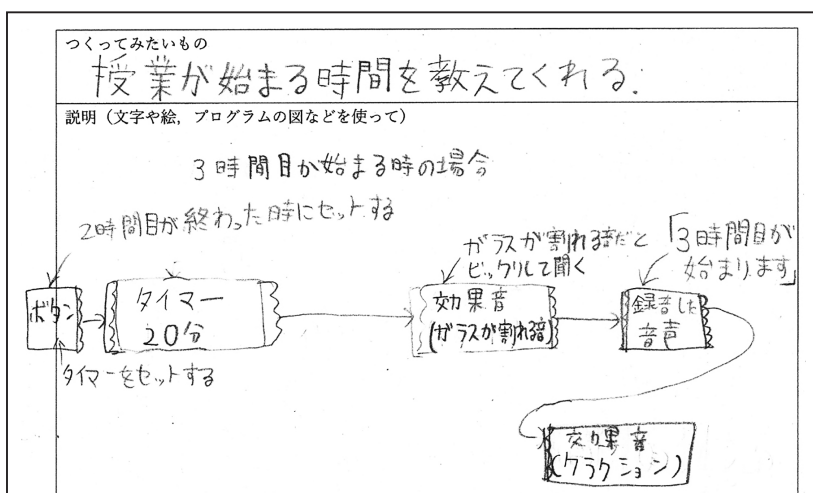 つくってみたいもの
授業が始まる時間を教えてくれる.
説明（文字や絵，プログラムの図などを使って）
3時間目が始まる時の場合
2時間目が終わった時にセットする
ガラスが割れる音だと
ビックリして聞く
「3時間目が
始まります」
ボタン
タイマー
20分
効果音
(ガラスが割れる音)
録音した
音声
タイマーをセットする
効果音
(クラクション)